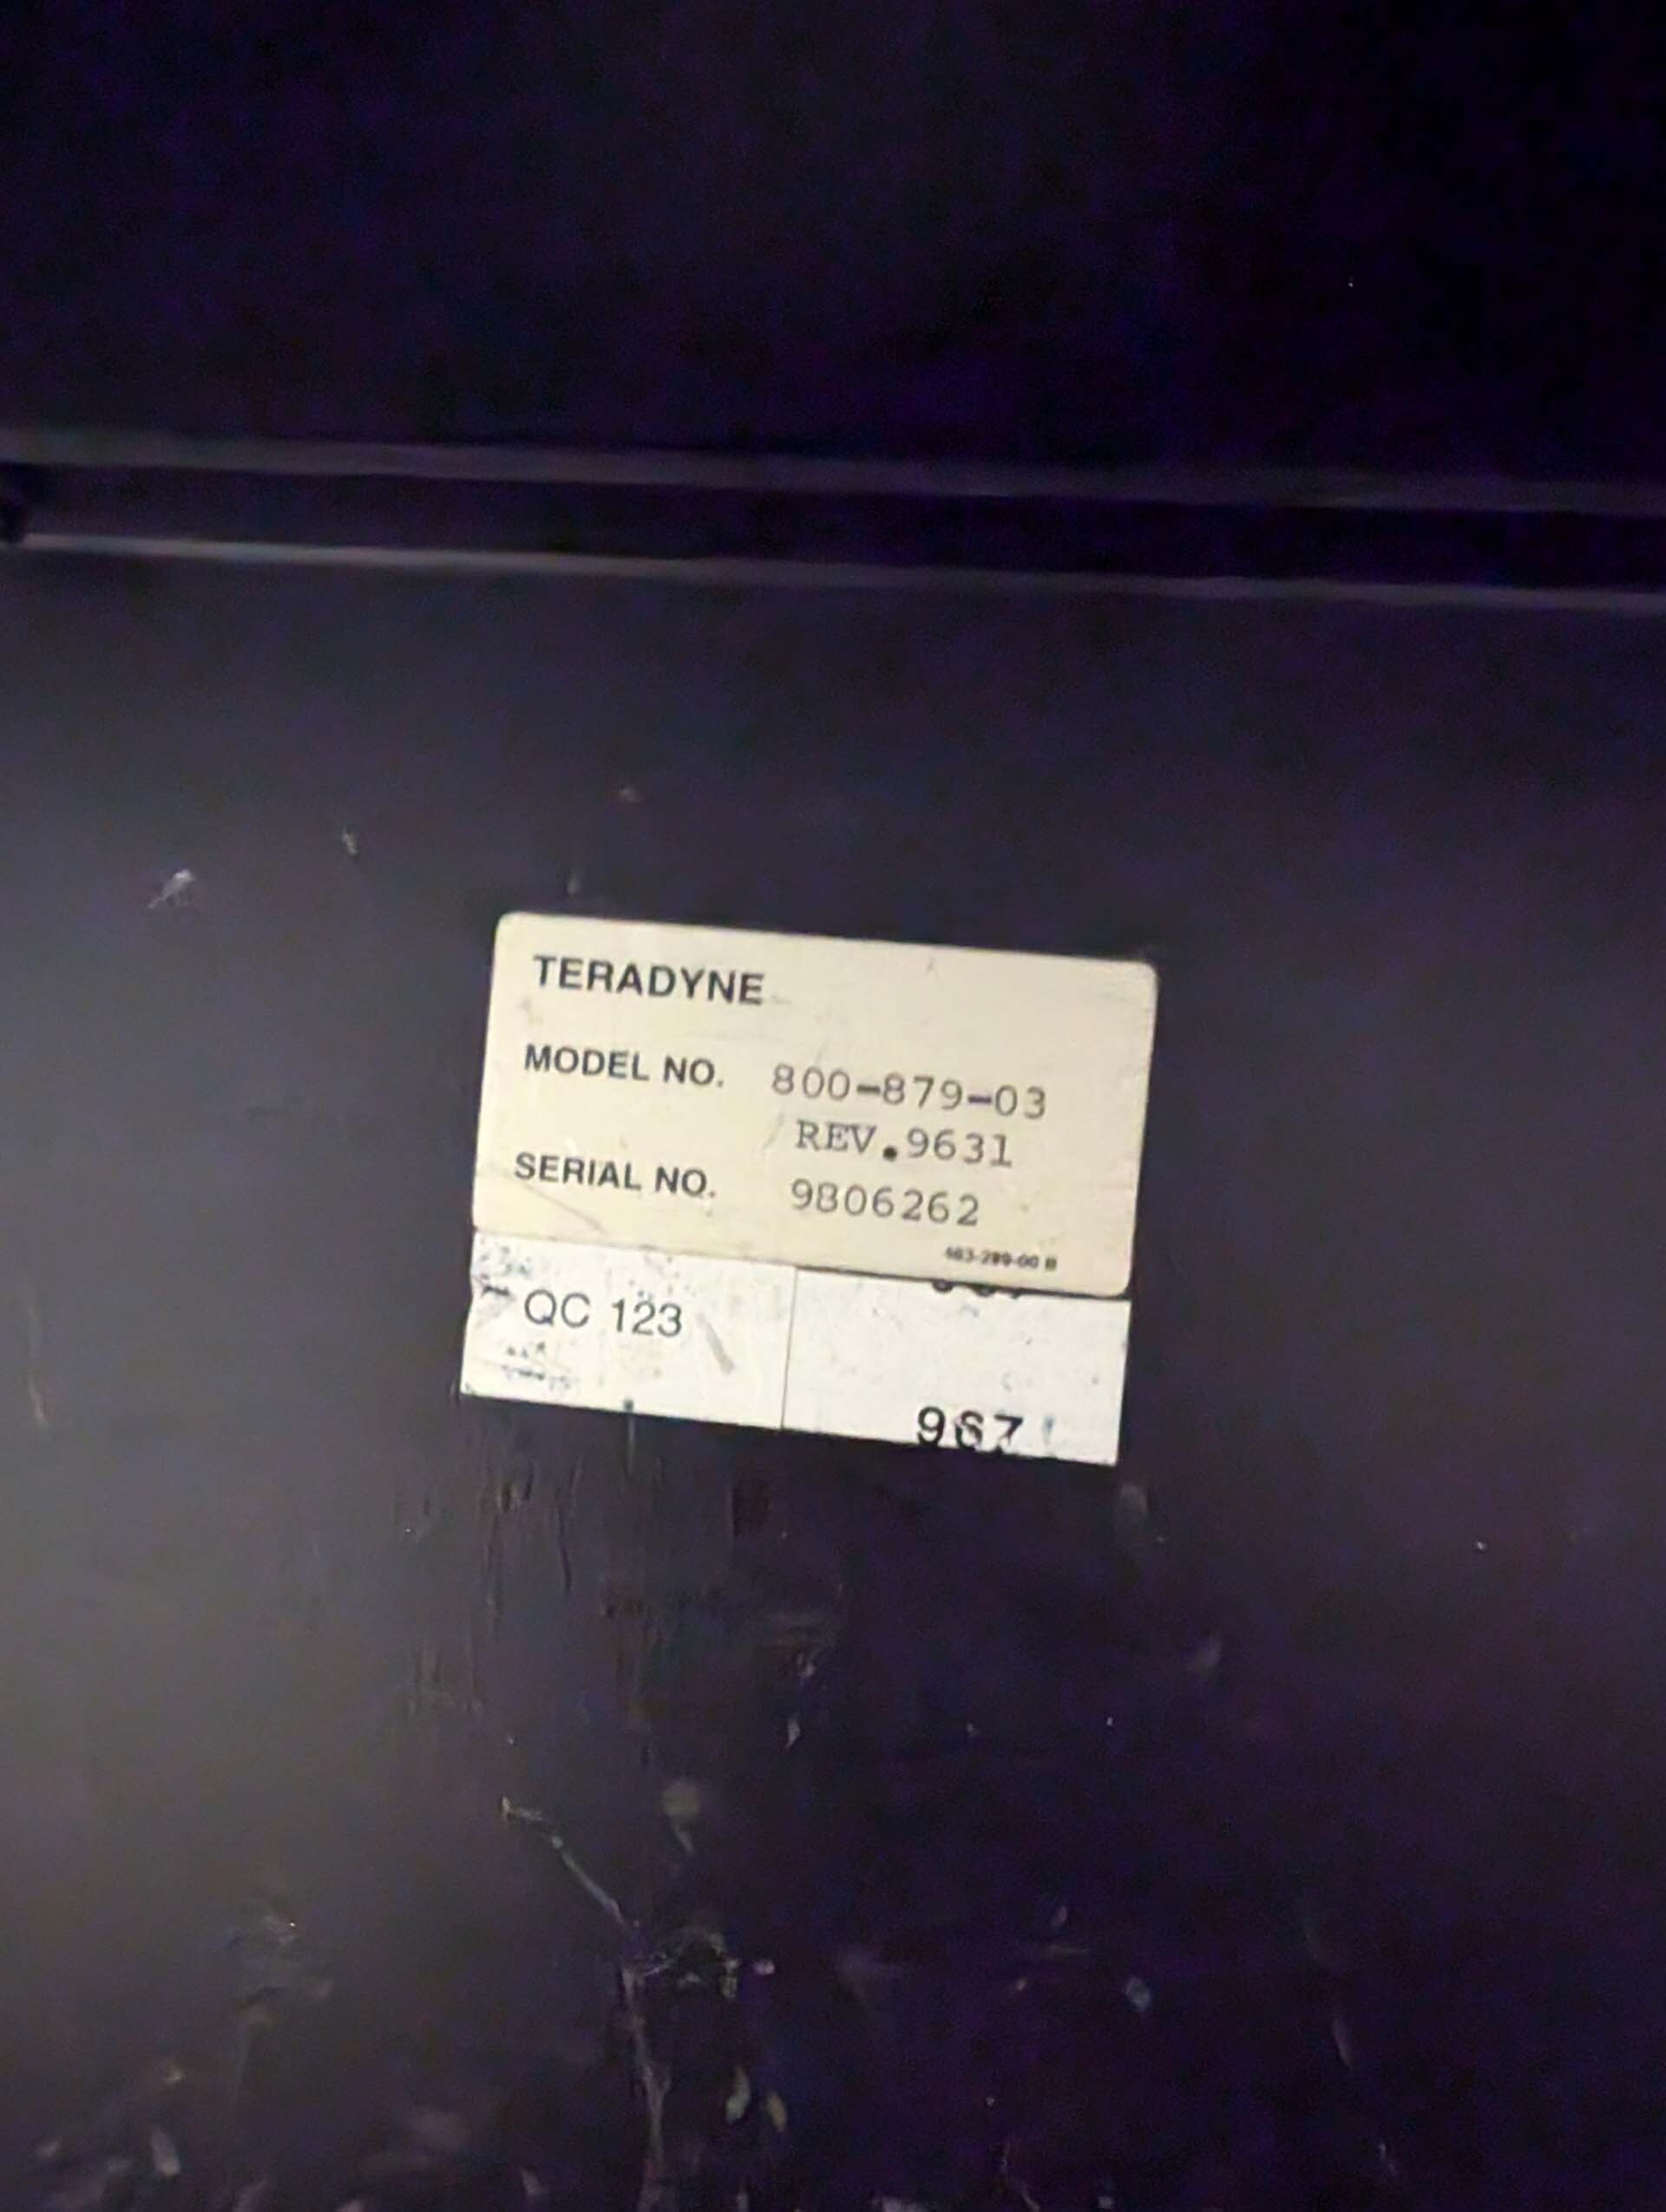 TERADYNE
MODEL NO. 800-879-03
REV.9631
SERIAL NO. 9806262
QC 123
967